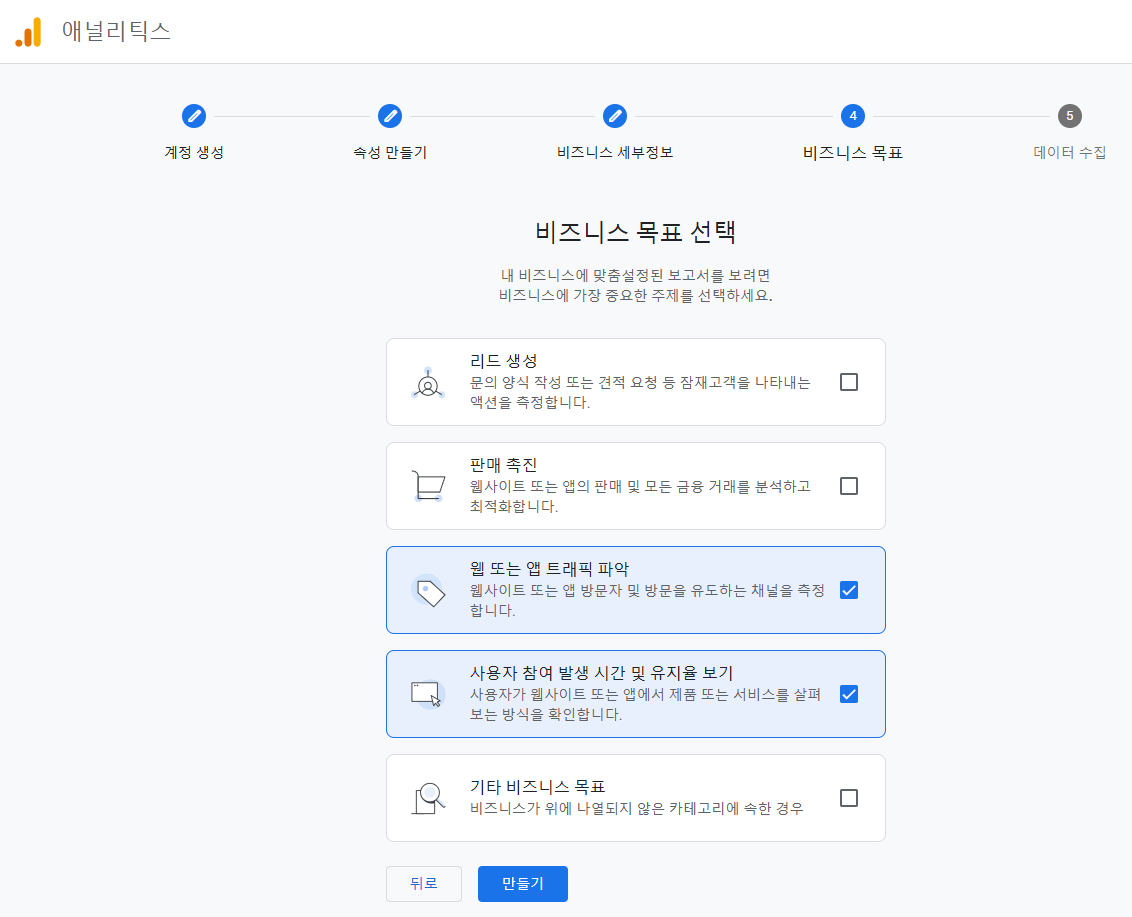 애널리틱스
4
5
계정 생성
속성 만들기
비즈니스 세부정보
비즈니스 목표
데이터 수집
비즈니스 목표 선택
내 비즈니스에 맞춤설정된 보고서를 보려면
비즈니스에 가장 중요한 주제를 선택하세요.
리드 생성
문의 양식 작성 또는 견적 요청 등 잠재고객을 나타내는
액션을 측정합니다.
판매 촉진
웹사이트 또는 앱의 판매 및 모든 금융 거래를 분석하고
최적화합니다.
웹 또는 앱 트래픽 파악
웹사이트 또는 앱 방문자 및 방문을 유도하는 채널을 측정
합니다.
사용자 참여 발생 시간 및 유지율 보기
사용자가 웹사이트 또는 앱에서 제품 또는 서비스를 살펴
보는 방식을 확인합니다.
기타 비즈니스 목표
비즈니스가 위에 나열되지 않은 카테고리에 속한 경우
뒤로
만들기